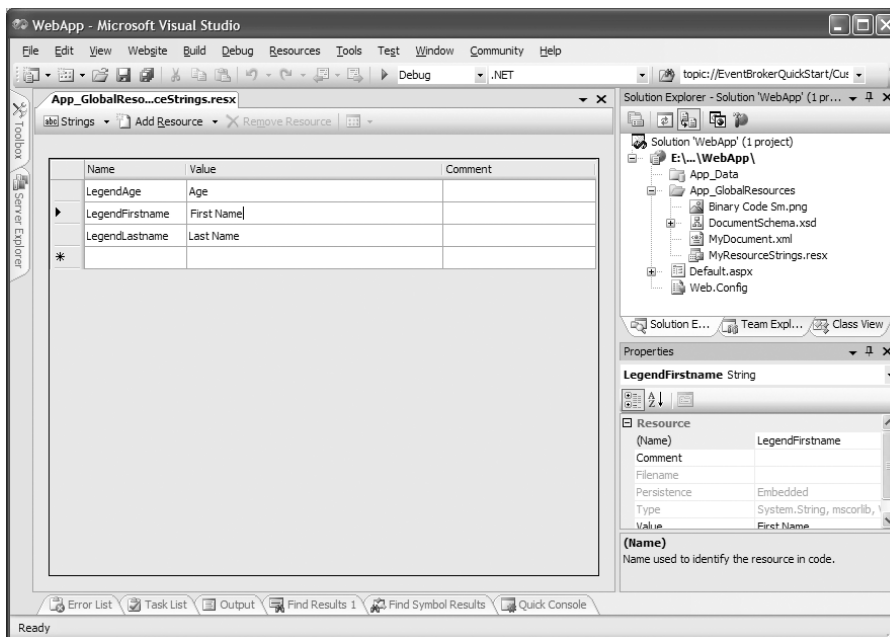 WebApp - Microsoft Visual Studio
File Edit View Website Build Debug Resources Tools Test Window Community Help
Debug .NET topic://EventBrokerQuickStart/Cus
App_GlobalReso...ceStrings.resx
abc Strings Add Resource Remove Resource
Toolbox
Server Explorer
Name Value Comment
LegendAge Age
LegendFirstname First Name
LegendLastname Last Name
Solution Explorer - Solution 'WebApp' (1 pr...
Solution 'WebApp' (1 project)
E:\...\WebApp\
App_Data
App_GlobalResources
Binary Code Sm.png
DocumentSchema.xsd
MyDocument.xml
MyResourceStrings.resx
Default.aspx
Web.Config
Solution E... Team Expl... Class View
Properties
LegendFirstname String
Resource
(Name) LegendFirstname
Comment
Filename
Persistence Embedded
Type System.String, mscorlib,
Value First Name
(Name)
Name used to identify the resource in code.
Error List Task List Output Find Results 1 Find Symbol Results Quick Console
Ready